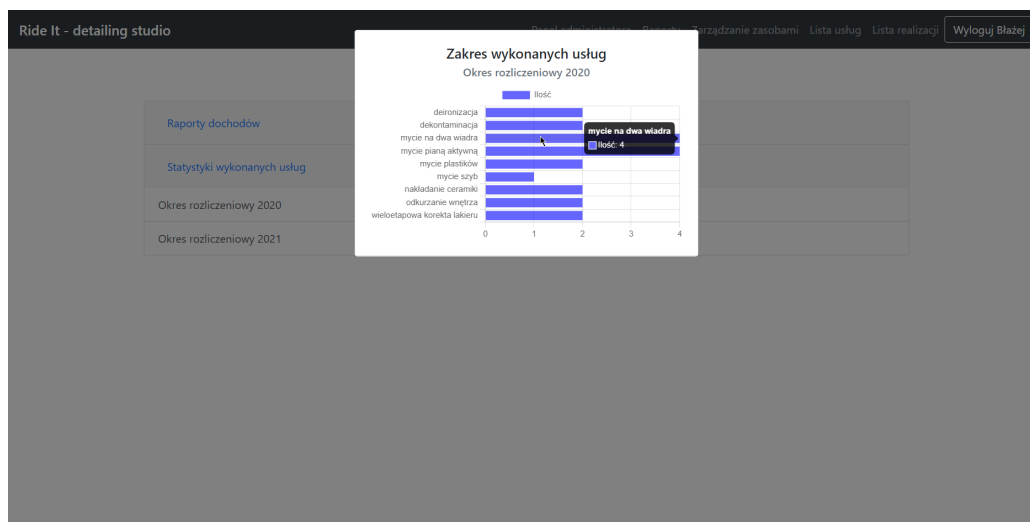 Ride It - detailing studio
Panel administratora Raporty Zarządzanie zasobami Lista usług Lista realizacji Wyloguj Błażej
Zakres wykonanych usług
Okres rozliczeniowy 2020
Ilość
deironizacja
dekontaminacja
mycie na dwa wiadra
mycie pianą aktywną
mycie plastików
mycie szyb
nakładanie ceramiki
odkurzanie wnętrza
wieloetapowa korekta lakieru
0 1 2 3 4
mycie na dwa wiadra
Ilość: 4
Raporty dochodów
Statystyki wykonanych usług
Okres rozliczeniowy 2020
Okres rozliczeniowy 2021